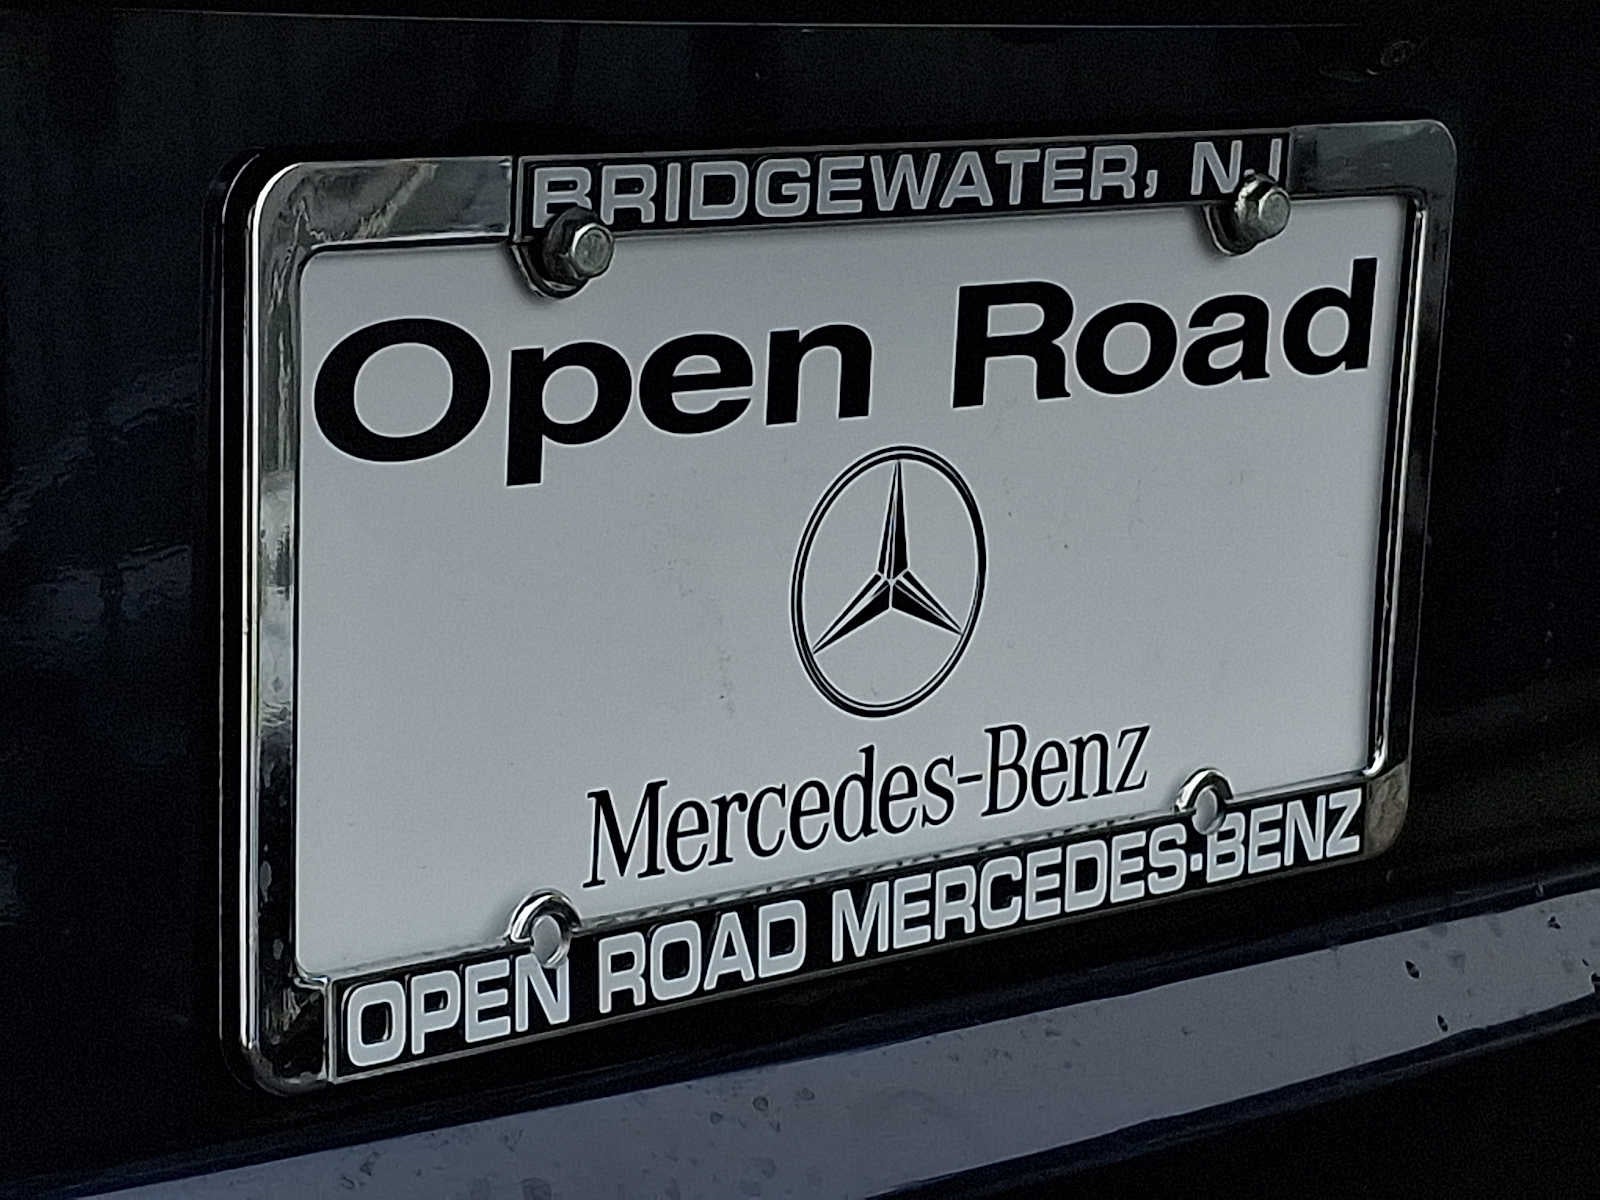 BRIDGEWATER, NJ
Open Road
Mercedes-Benz
OPEN ROAD MERCEDES-BENZ